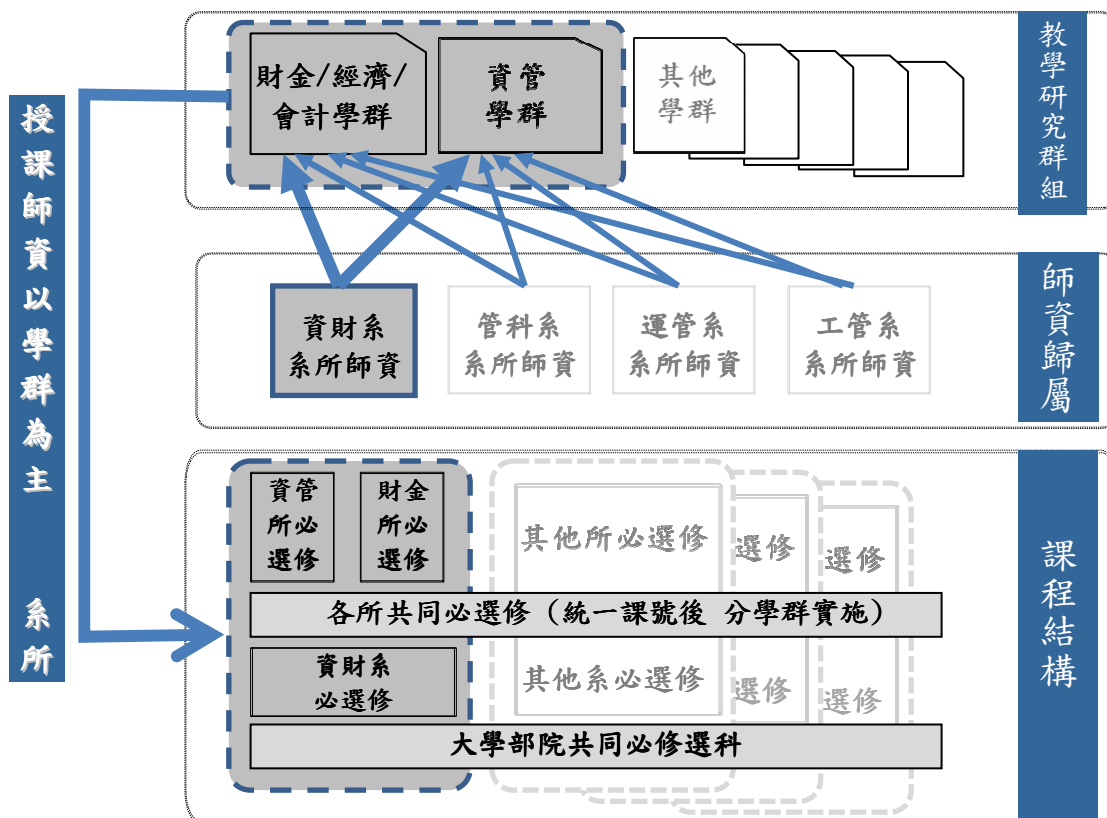 授課師資以學群為主 系所
財金/經濟/
會計學群
資管
學群
其他
學群
教學研究群組
資財系
系所師資
管科系
系所師資
運管系
系所師資
工管系
系所師資
師資歸屬
資管
所必
選修
財金
所必
選修
其他所必選修
選修
選修
各所共同必選修（統一課號後 分學群實施）
資財系
必選修
其他系必選修
選修
選修
大學部院共同必修選科
課程結構